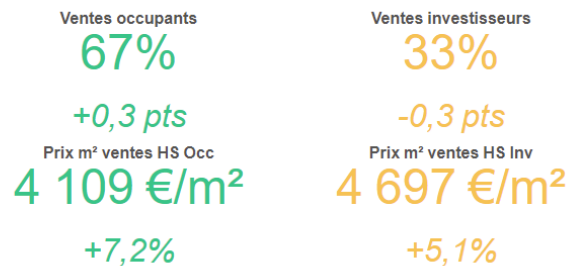 Ventes occupants
67%
+0,3 pts
Prix m² ventes HS Occ
4 109 €/m²
+7,2%
Ventes investisseurs
33%
-0,3 pts
Prix m² ventes HS Inv
4 697 €/m²
+5,1%